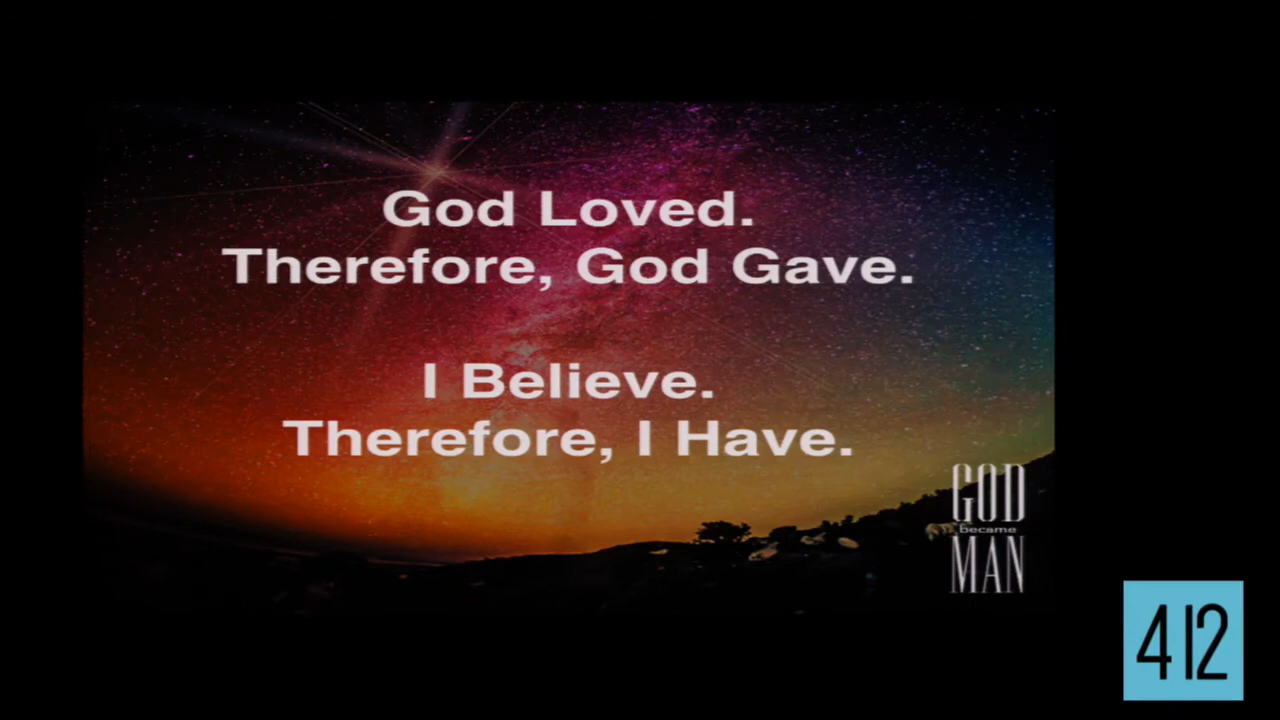 God Loved.
Therefore, God Gave.
I Believe.
Therefore, I Have.
GOD
became
MAN
412